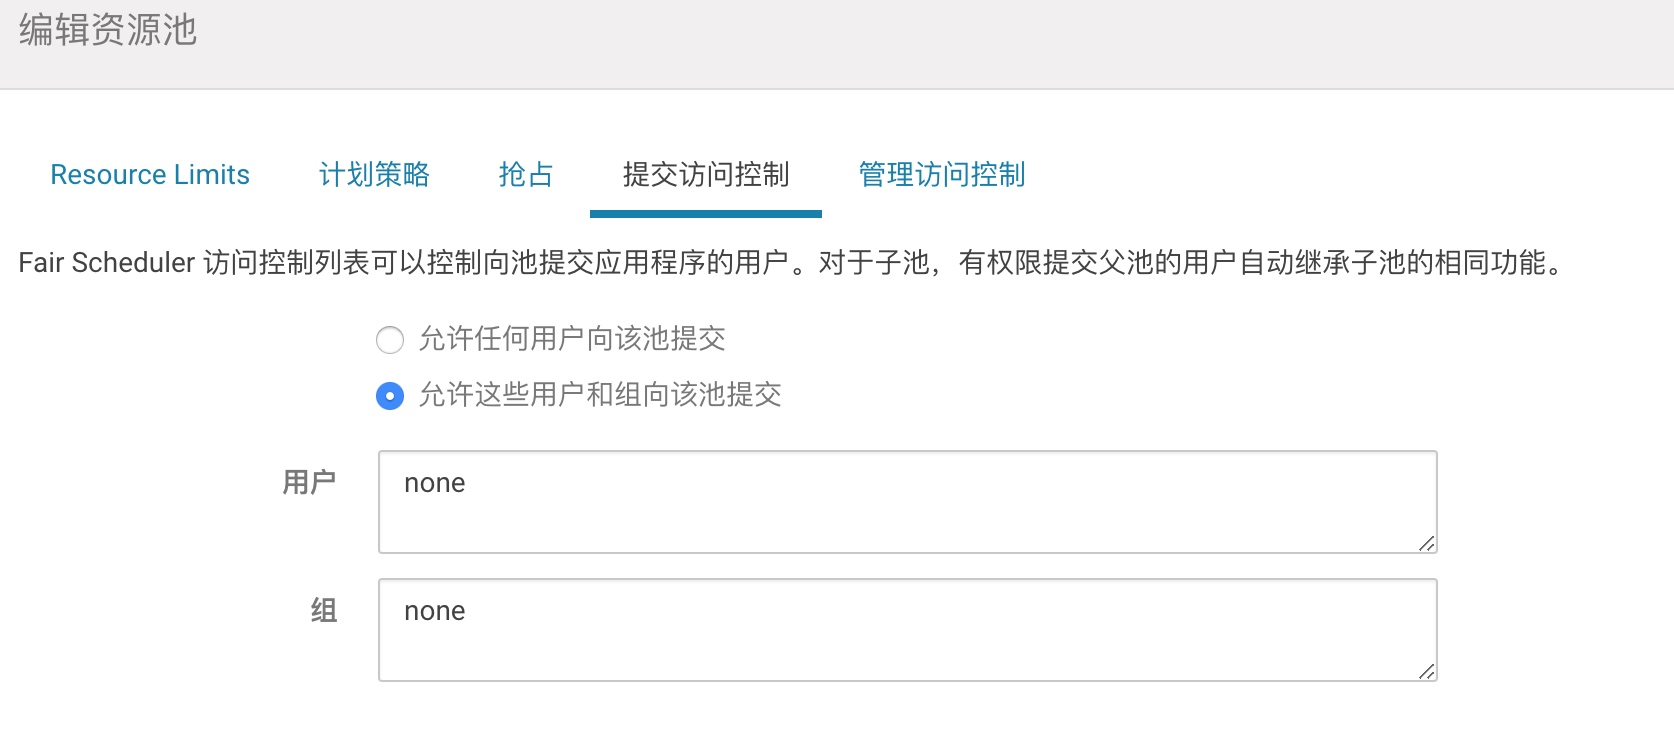 编辑资源池
Resource Limits 计划策略 抢占 提交访问控制 管理访问控制
Fair Scheduler 访问控制列表可以控制向池提交应用程序的用户。对于子池，有权限提交父池的用户自动继承子池的相同功能。
允许任何用户向该池提交
允许这些用户和组向该池提交
用户 none
组 none